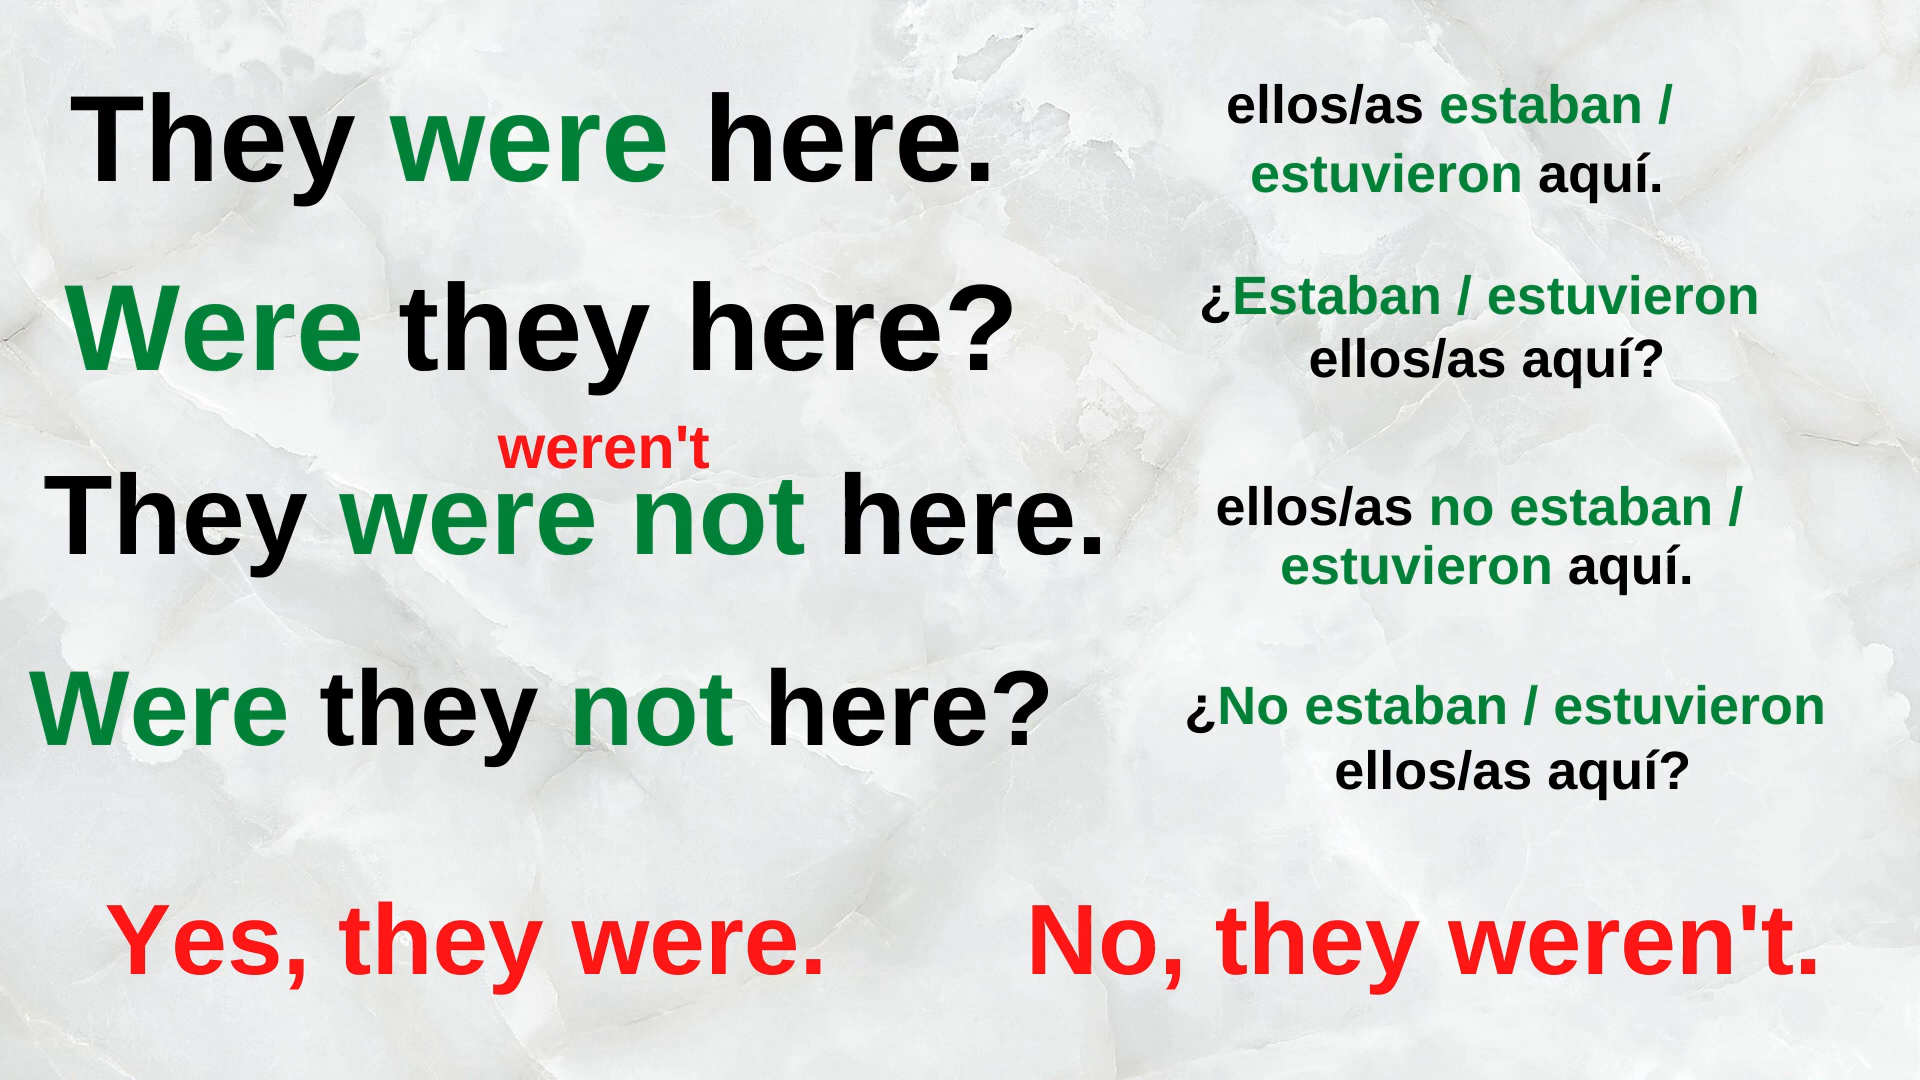 They were here.
ellos/as estaban /
estuvieron aquí.
Were they here?
¿Estaban / estuvieron
ellos/as aquí?
weren't
They were not here.
ellos/as no estaban /
estuvieron aquí.
Were they not here?
¿No estaban / estuvieron
ellos/as aquí?
Yes, they were.
No, they weren't.